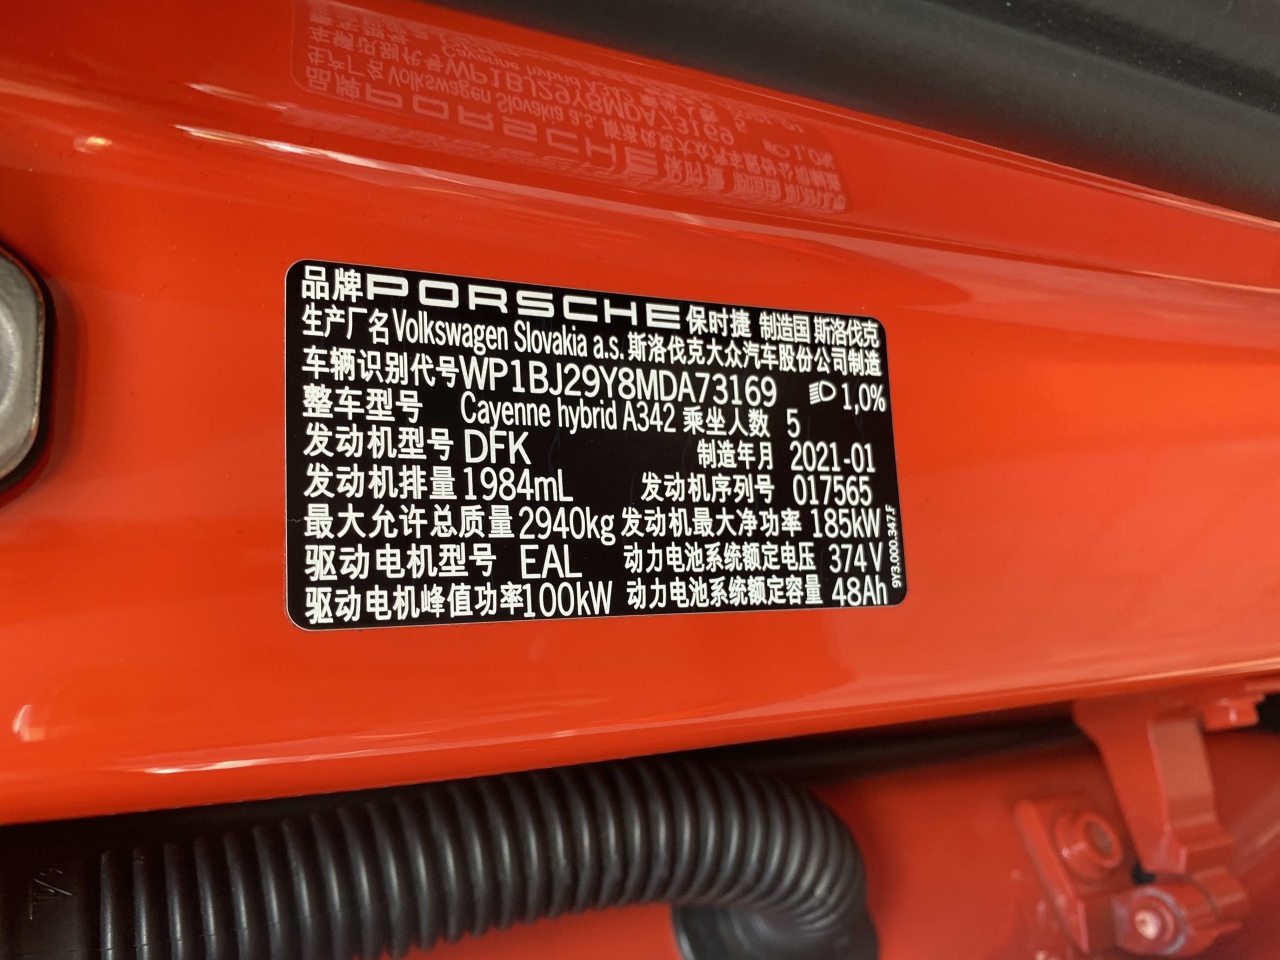 品牌PORSCHE保时捷 制造国 斯洛伐克
生产厂名Volkswagen Slovakia a.s.斯洛伐克大众汽车股份公司制造
车辆识别代号WP1BJ29Y8MDA73169 1,0%
整车型号 Cayenne hybrid A342 乘坐人数 5
发动机型号DFK 制造年月 2021-01
发动机排量1984mL 发动机序列号 017565
最大允许总质量2940kg 发动机最大净功率 185kW
驱动电机型号 EAL 动力电池系统额定电压 374V
驱动电机峰值功率100kW 动力电池系统额定容量 48Ah
9Y3.000.347.F